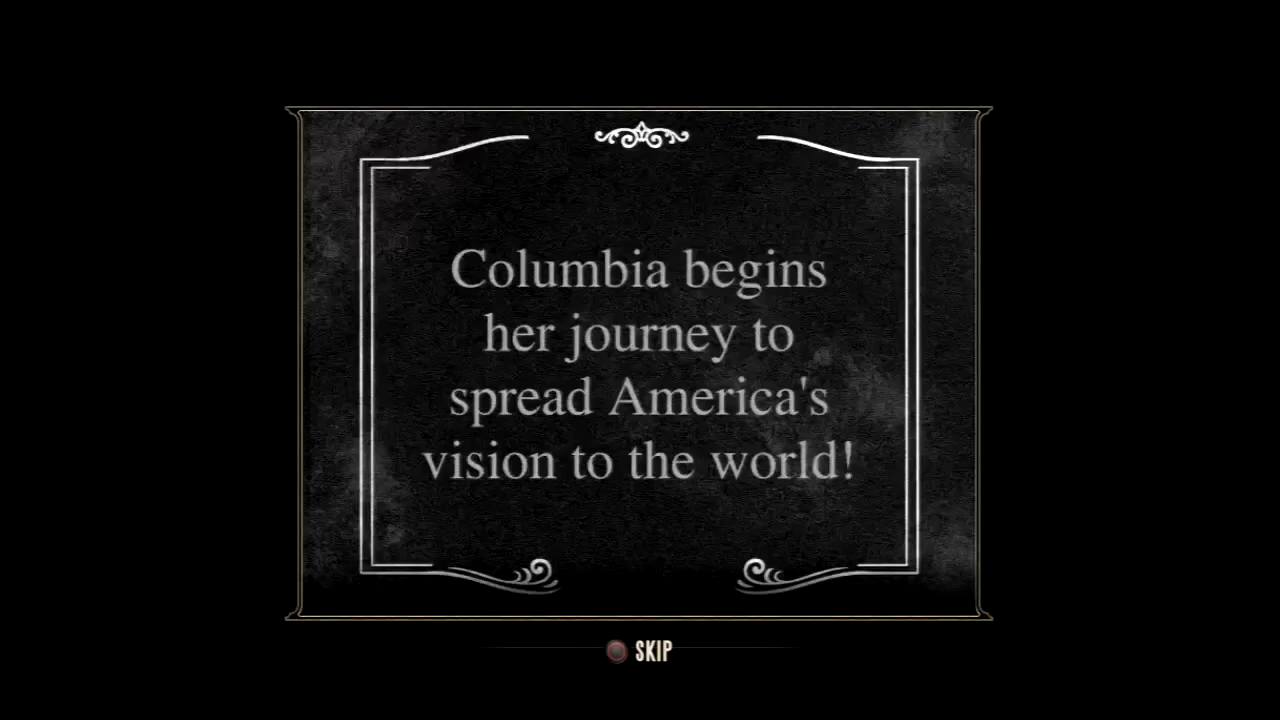 Columbia begins
her journey to
spread America's
vision to the world!
SKIP